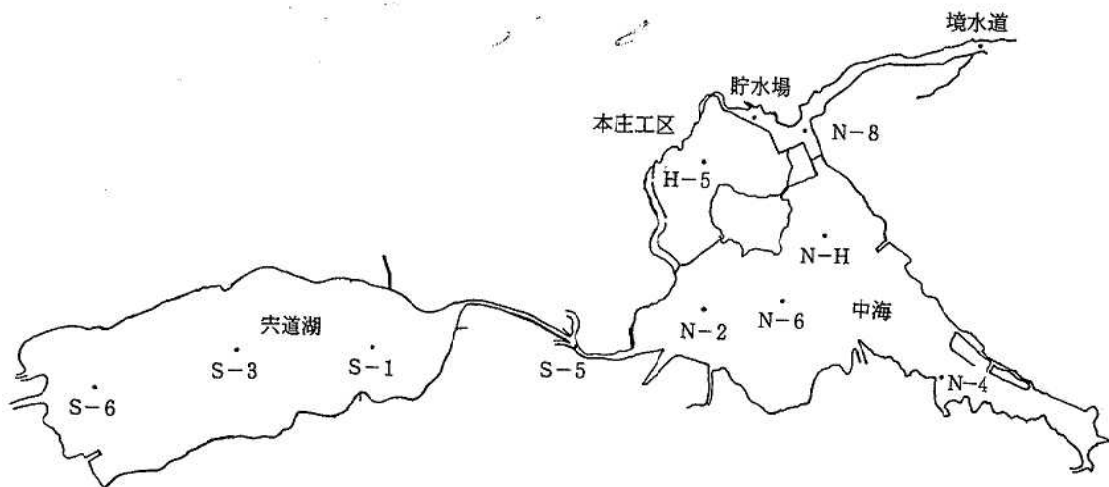 境水道
貯水場
本庄工区
N-8
H-5
N-H
宍道湖
中海
N-2
N-6
S-3
S-1
S-5
N-4
S-6